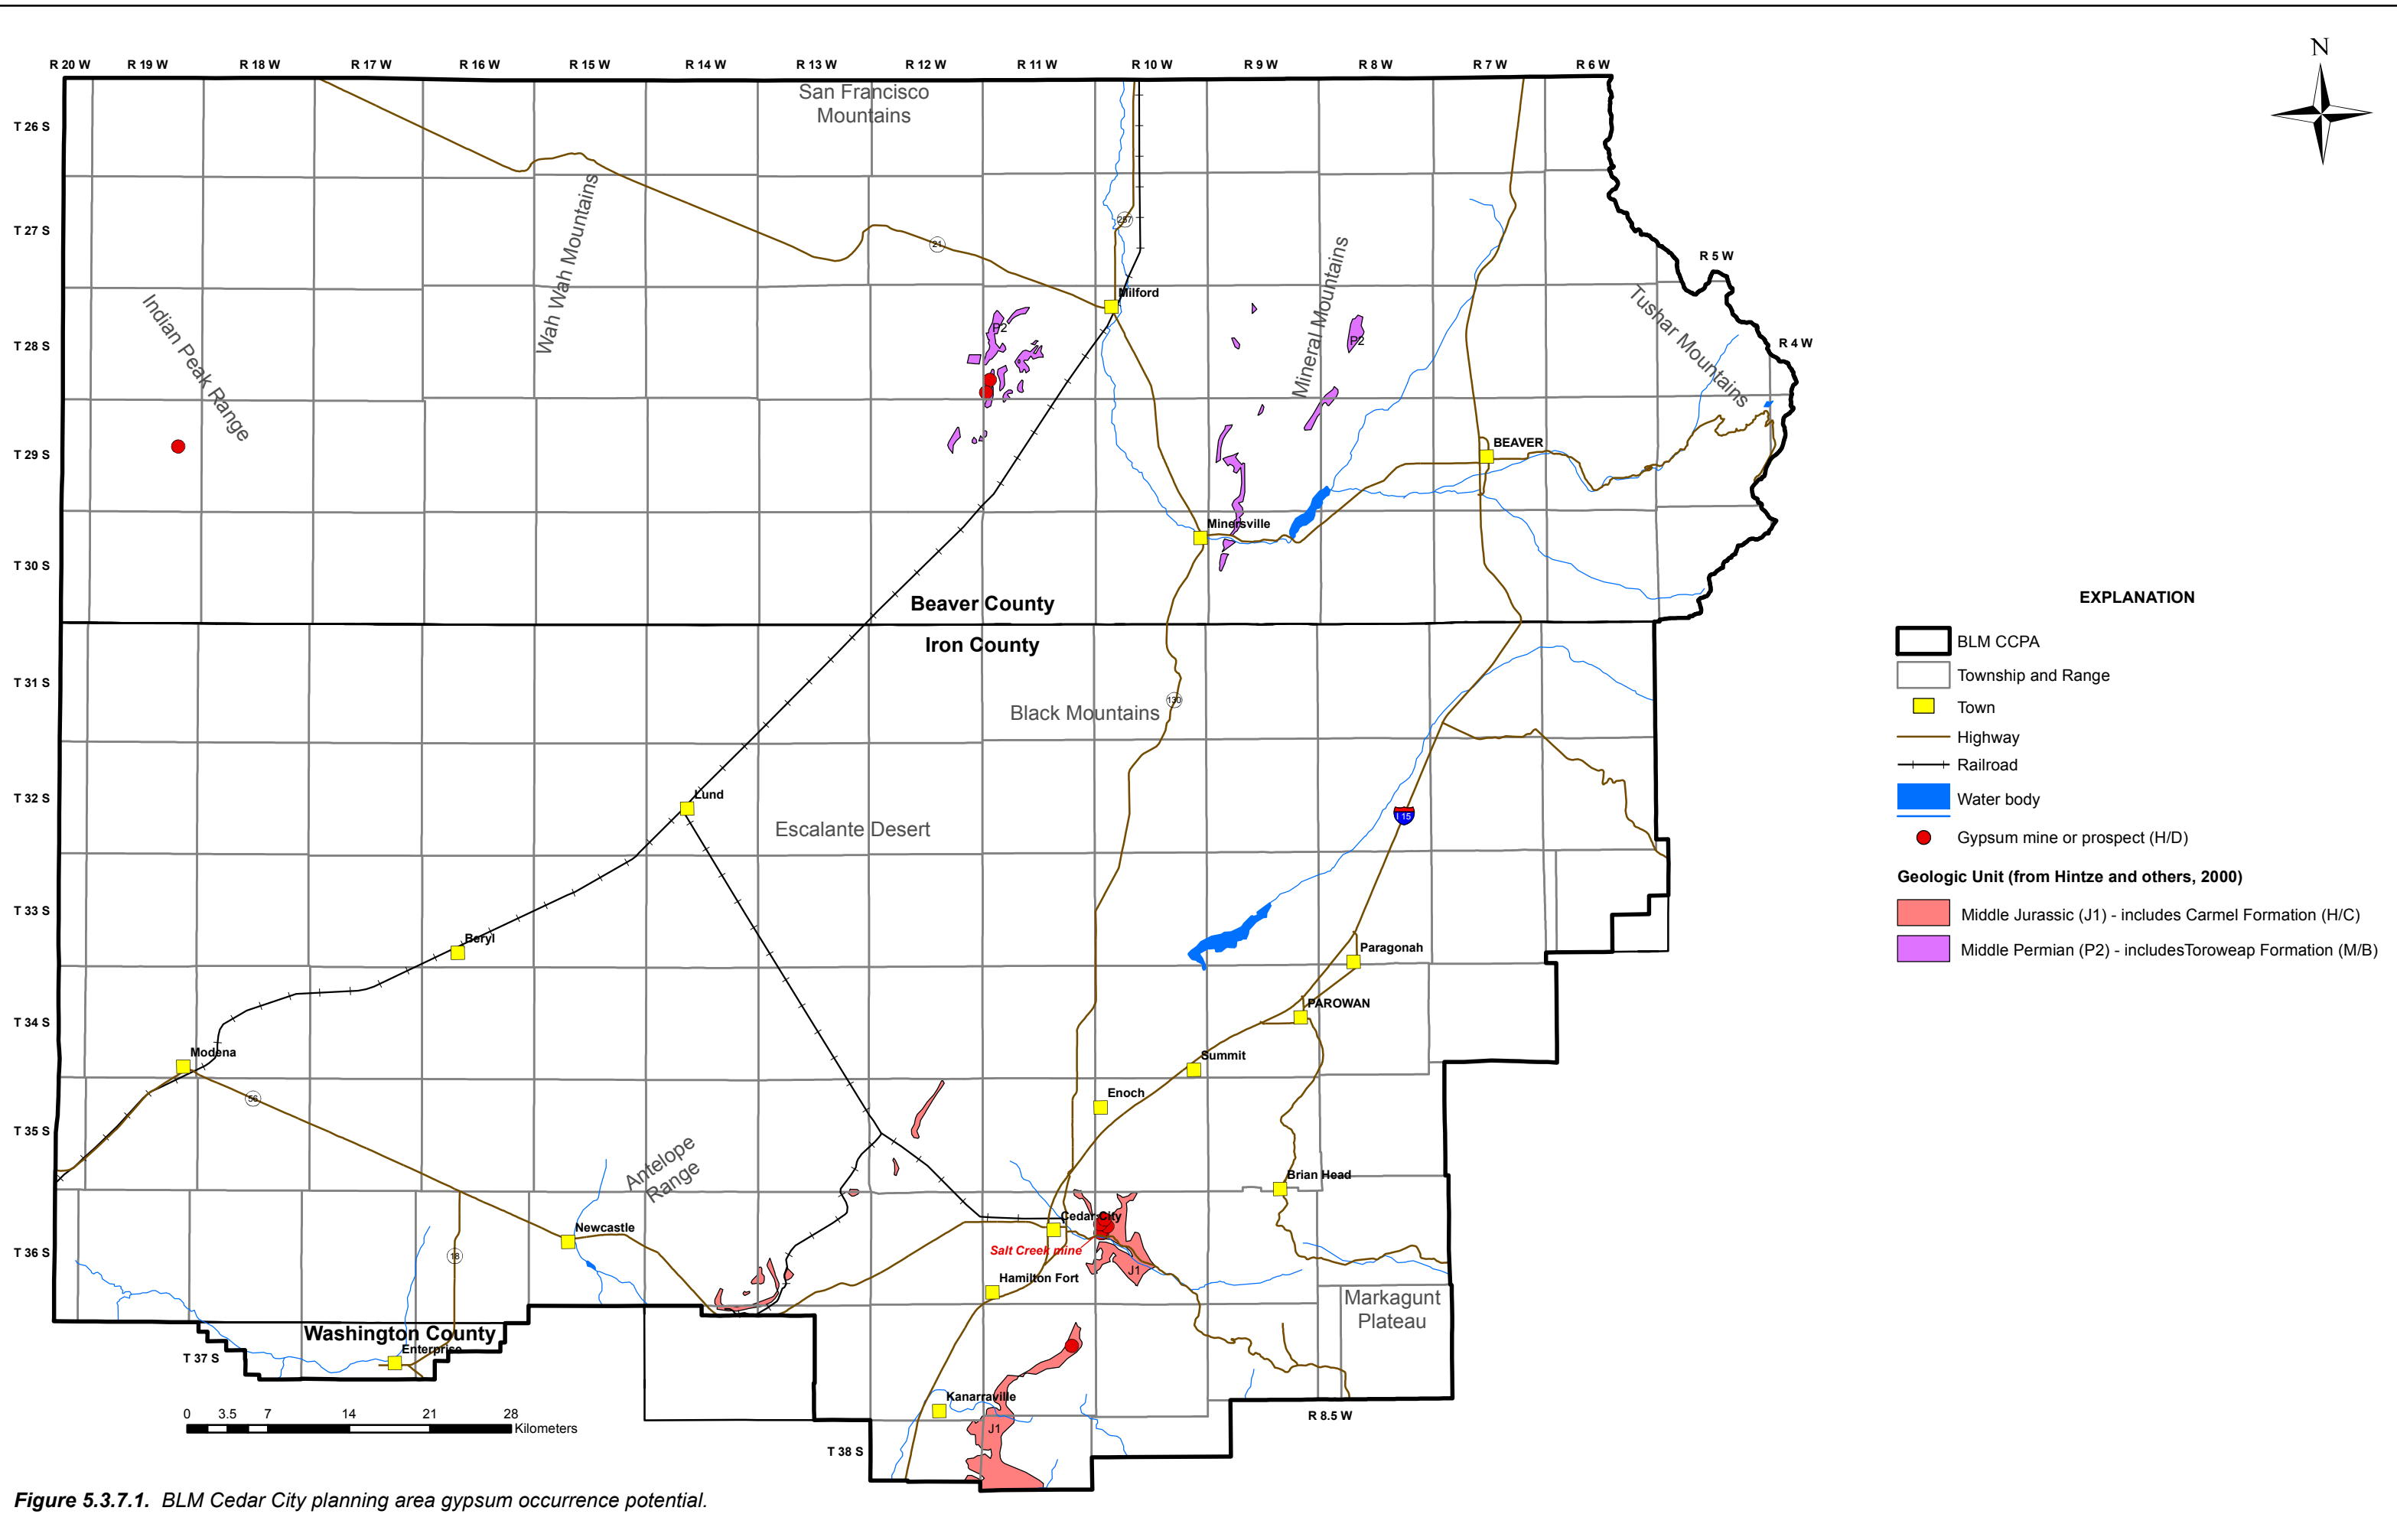 N
R 20 W R 19 W R 18 W R 17 W R 16 W R 15 W R 14 W R 13 W R 12 W R 11 W R 10 W R 9 W R 8 W R 7 W R 6 W
San Francisco
Mountains
T 26 S
Wah Wah Mountains
257
T 27 S
21
Mineral Mountains
R 5 W
Indian Peak Range
Milford
Tushar Mountains
P2
P2
T 28 S
R 4 W
BEAVER
T 29 S
Minersville
T 30 S
Beaver County
Iron County
T 31 S
130
Black Mountains
Lund
T 32 S
I 15
Escalante Desert
T 33 S
Beryl
Paragonah
PAROWAN
T 34 S
Modena
Summit
56
Enoch
T 35 S
Antelope
Range
Brian Head
Cedar City
Newcastle
T 36 S
18
Salt Creek mine
J1
Hamilton Fort
Markagunt
Plateau
Washington County
Enterprise
T 37 S
Kanarraville
J1
R 8.5 W
T 38 S
0 3.5 7 14 21 28
Kilometers
EXPLANATION
BLM CCPA
Township and Range
Town
Highway
Railroad
Water body
Gypsum mine or prospect (H/D)
Geologic Unit (from Hintze and others, 2000)
Middle Jurassic (J1) - includes Carmel Formation (H/C)
Middle Permian (P2) - includesToroweap Formation (M/B)
Figure 5.3.7.1. BLM Cedar City planning area gypsum occurrence potential.